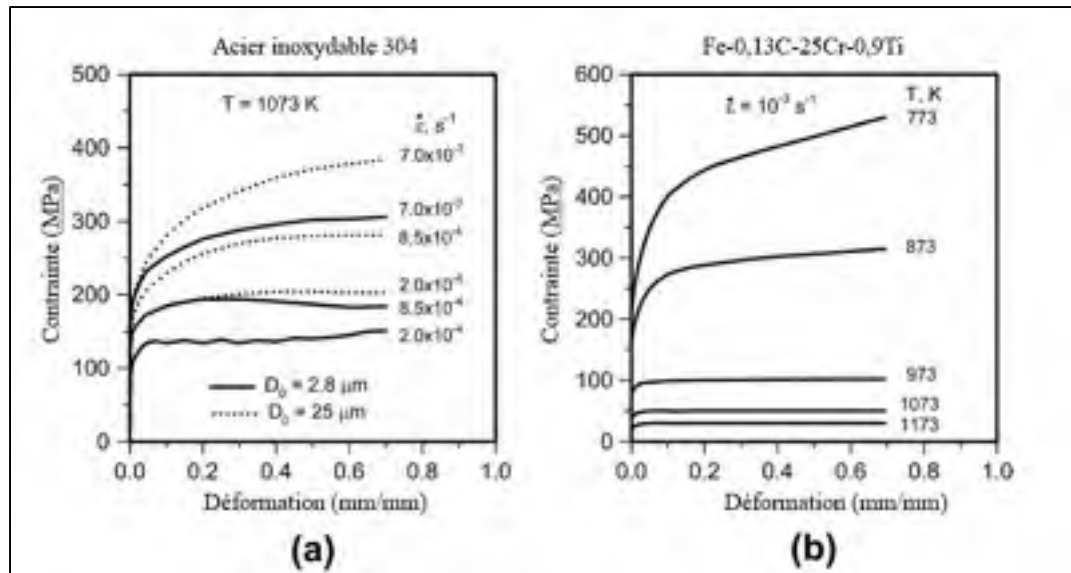 Acier inoxydable 304
Contrainte (MPa)
500
400
300
200
100
0
T = 1073 K
ε̇, s⁻¹
7.0x10⁻³
8.5x10⁻⁴
2.0x10⁻⁴
8.5x10⁻⁴
2.0x10⁻⁴
D₀ = 2.8 μm
D₀ = 25 μm
0.0 0.2 0.4 0.6 0.8 1.0
Déformation (mm/mm)
(a)
Fe-0,13C-25Cr-0,9Ti
Contrainte (MPa)
600
500
400
300
200
100
0
= 10⁻³ s⁻¹
T, K
773
873
973
1073
1173
0.0 0.2 0.4 0.6 0.8 1.0
Déformation (mm/mm)
(b)